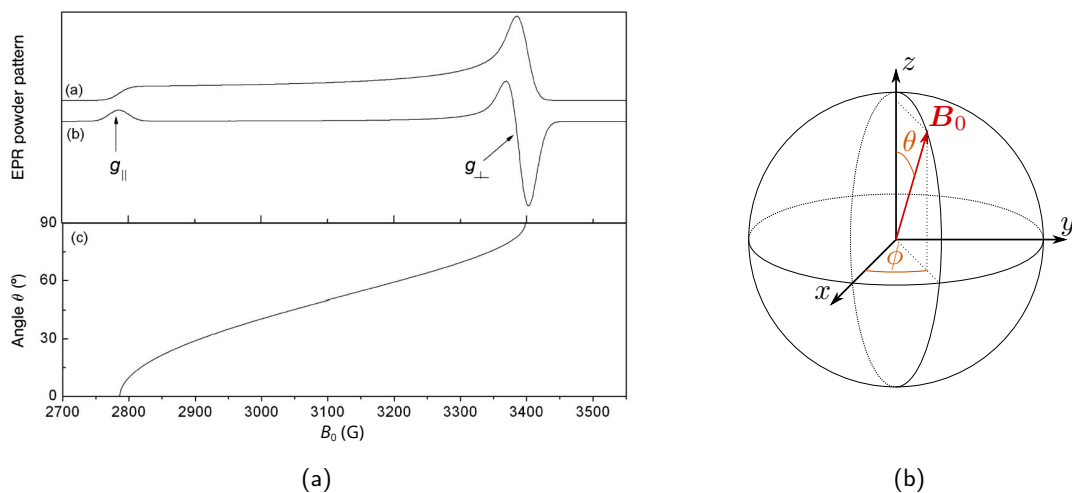 EPR powder pattern
(a)
(b)
g||
g⊥
(c)
Angle θ (°)
90
60
30
0
2700 2800 2900 3000 3100 3200 3300 3400 3500
B0 (G)
(a)
z
B0
θ
y
ϕ
x
(b)